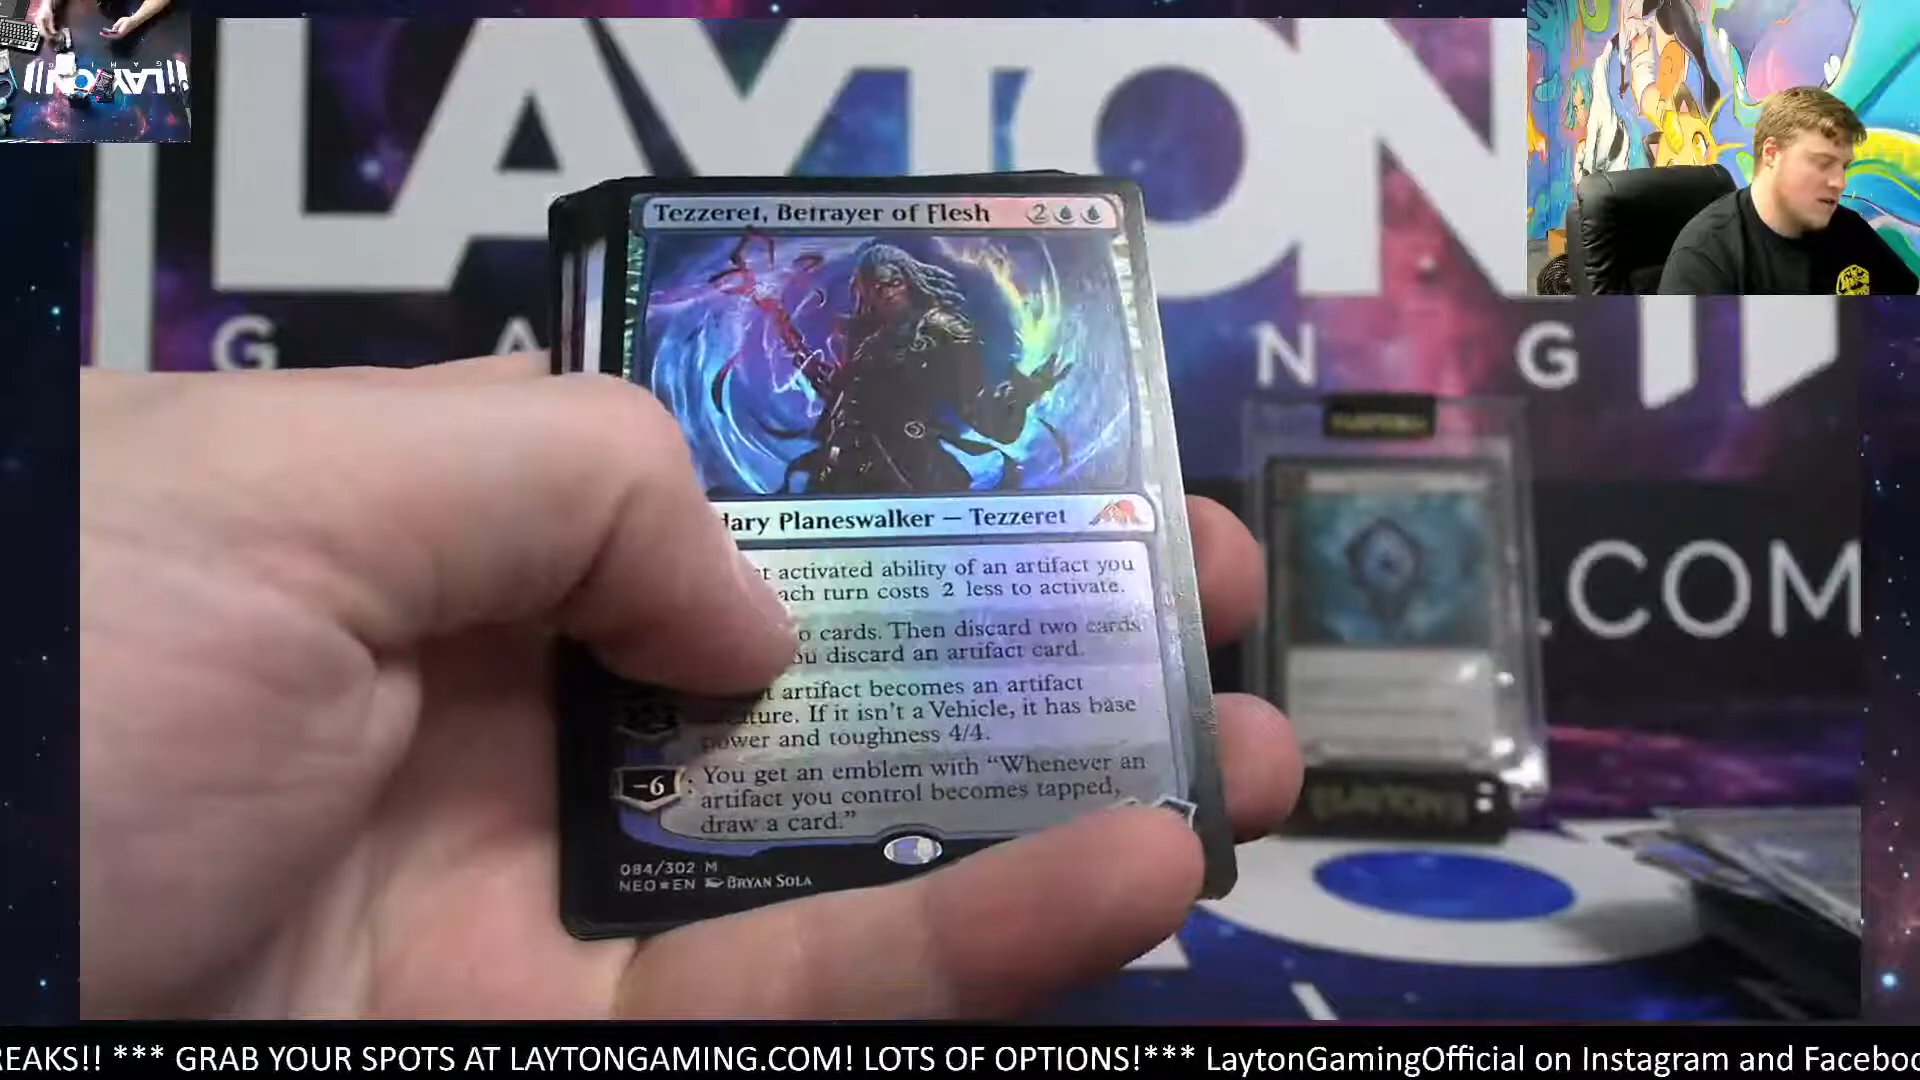 LAYTON
G A N G
.COM
Tezzeret, Betrayer of Flesh 2
dary Planeswalker — Tezzeret
t activated ability of an artifact you
ach turn costs 2 less to activate.
o cards. Then discard two cards
ou discard an artifact card.
t artifact becomes an artifact
eature. If it isn't a Vehicle, it has base
power and toughness 4/4.
−6: You get an emblem with “Whenever an
artifact you control becomes tapped,
draw a card.”
084/302 M
NEO★EN BRYAN SOLA
REAKS!! *** GRAB YOUR SPOTS AT LAYTONGAMING.COM! LOTS OF OPTIONS!*** LaytonGamingOfficial on Instagram and Faceboo